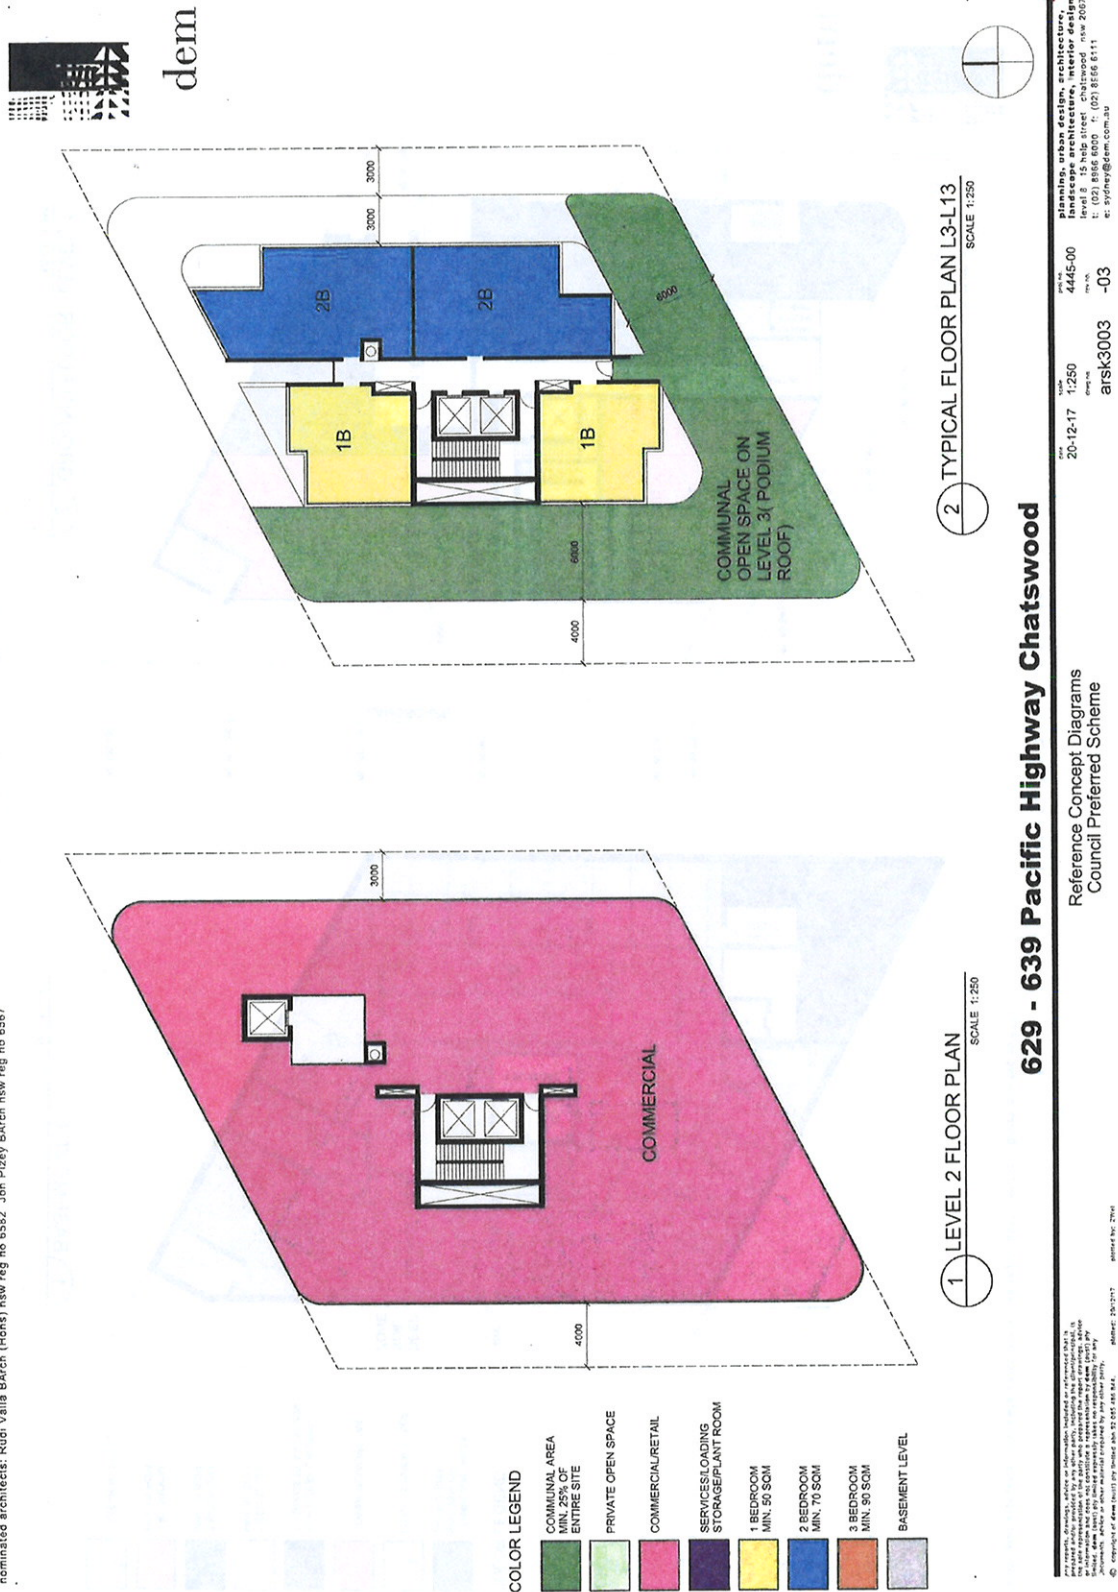 nominated architects: Rudi Valla BArch (Hons) nsw reg no 6582 Jon Pizey BArch nsw reg no 6567
dem
COLOR LEGEND
COMMUNAL AREA
MIN. 25% OF
ENTIRE SITE
PRIVATE OPEN SPACE
COMMERCIAL/RETAIL
SERVICES/LOADING
STORAGE/PLANT ROOM
1 BEDROOM
MIN. 50 SQM
2 BEDROOM
MIN. 70 SQM
3 BEDROOM
MIN. 90 SQM
BASEMENT LEVEL
3000
4000
COMMERCIAL
1
LEVEL 2 FLOOR PLAN
SCALE 1:250
3000
3000
2B
2B
1B
1B
6000
6000
4000
COMMUNAL
OPEN SPACE ON
LEVEL 3( PODIUM
ROOF)
2
TYPICAL FLOOR PLAN L3-L13
SCALE 1:250
629 - 639 Pacific Highway Chatswood
Reference Concept Diagrams
Council Preferred Scheme
date
20-12-17
scale
1:250
4445-00
arsk3003
-03
planning, urban design, architecture,
landscape architecture, interior design
level 8 15 help street chatswood nsw 2067
t: (02) 8966 6000 f: (02) 8966 6111
e: sydney@dem.com.au